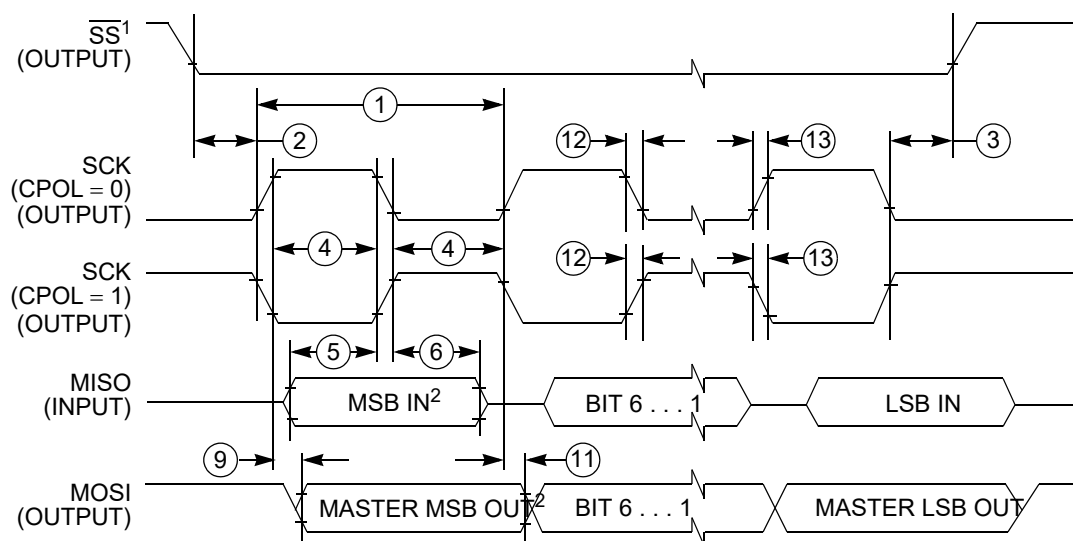 SS1
(OUTPUT)
1
2
12
13
3
SCK
(CPOL = 0)
(OUTPUT)
4
4
12
13
SCK
(CPOL = 1)
(OUTPUT)
5
6
MISO
(INPUT)
MSB IN2
BIT 6 . . . 1
LSB IN
9
11
MOSI
(OUTPUT)
MASTER MSB OUT2
BIT 6 . . . 1
MASTER LSB OUT